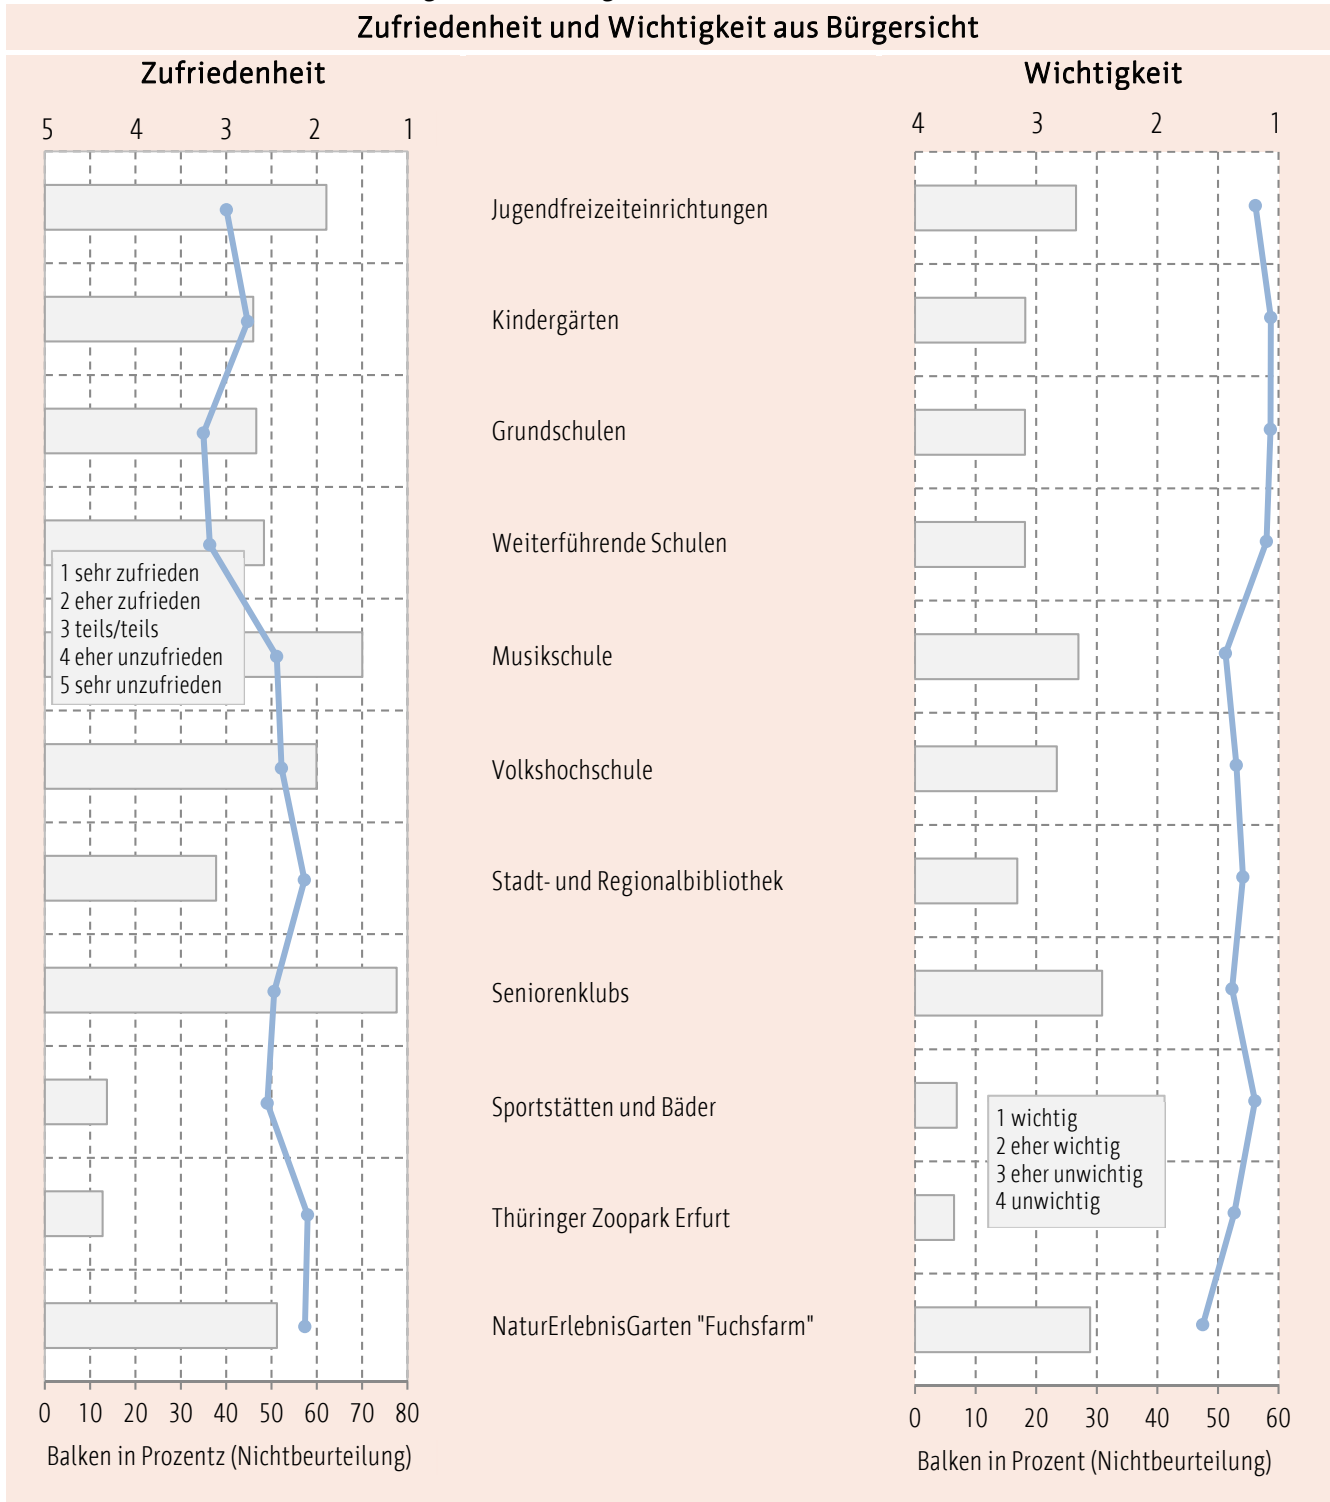 Zufriedenheit und Wichtigkeit aus Bürgersicht
Zufriedenheit
Wichtigkeit
5 4 3 2 1
4 3 2 1
Jugendfreizeiteinrichtungen
Kindergärten
Grundschulen
Weiterführende Schulen
1 sehr zufrieden
2 eher zufrieden
3 teils/teils
4 eher unzufrieden
5 sehr unzufrieden
Musikschule
Volkshochschule
Stadt- und Regionalbibliothek
Seniorenklubs
Sportstätten und Bäder
1 wichtig
2 eher wichtig
3 eher unwichtig
4 unwichtig
Thüringer Zoopark Erfurt
NaturErlebnisGarten "Fuchsfarm"
0 10 20 30 40 50 60 70 80
0 10 20 30 40 50 60
Balken in Prozentz (Nichtbeurteilung)
Balken in Prozent (Nichtbeurteilung)